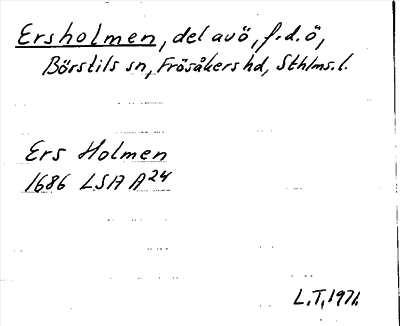 Ersholmen, del av ö, f.d. ö,
Börstils sn, Frösåkers hd, Sthlms. l.
Ers Holmen
1686 LSA A24
L.T. 1971.